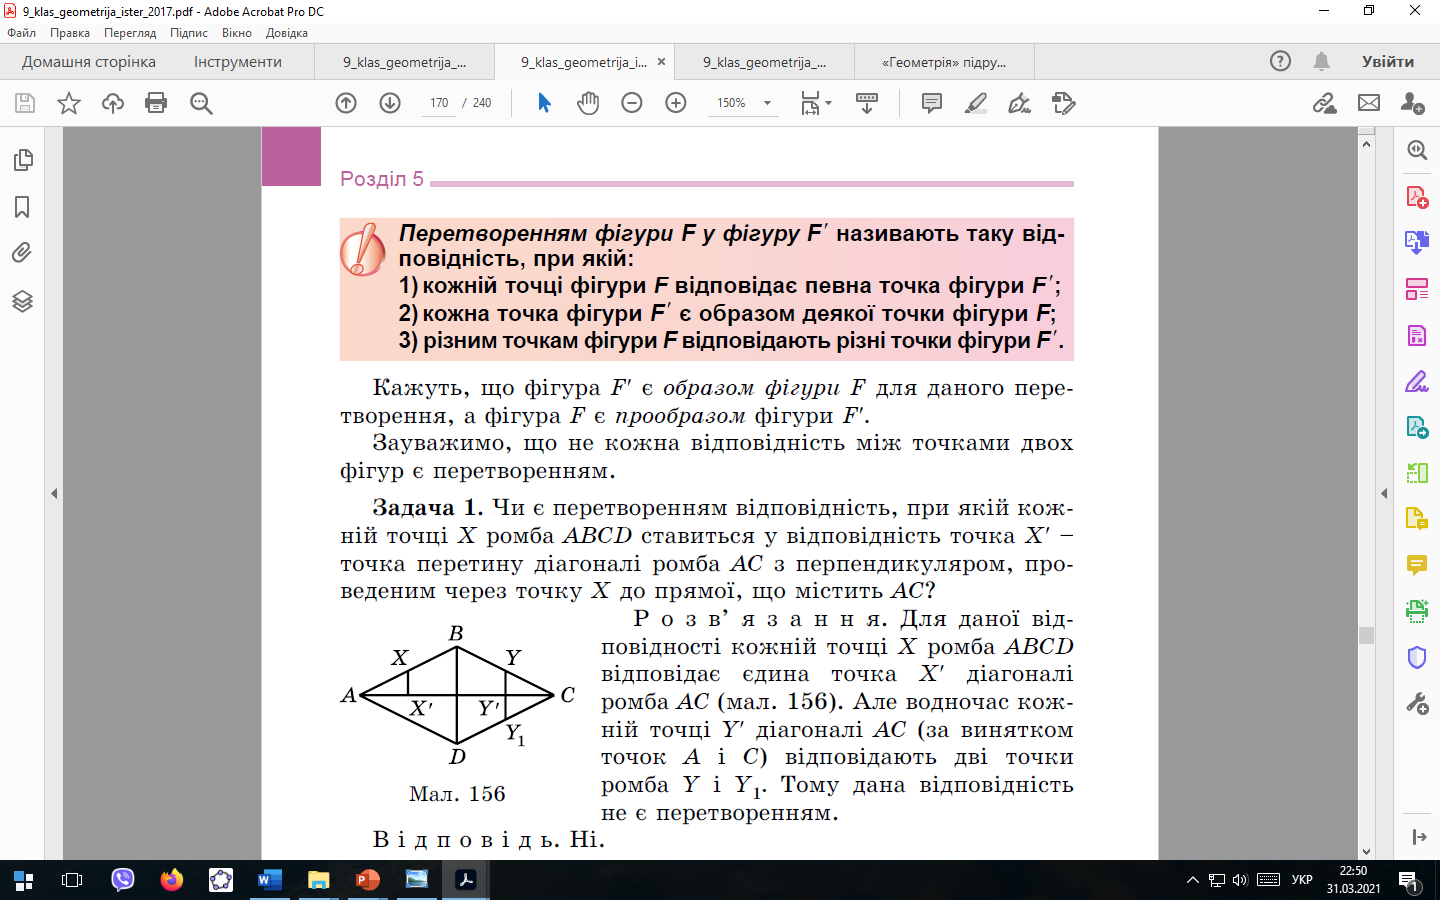 9_klas_geometrija_ister_2017.pdf - Adobe Acrobat Pro DC
Файл Правка Перегляд Підпис Вікно Довідка
Домашня сторінка Інструменти 9_klas_geometrija_... 9_klas_geometrija_i... × 9_klas_geometrija_... «Геометрія» підру... Увійти
170 / 240 150%
Розділ 5
Перетворенням фігури F у фігуру F′ називають таку від-
повідність, при якій:
1) кожній точці фігури F відповідає певна точка фігури F′;
2) кожна точка фігури F′ є образом деякої точки фігури F;
3) різним точкам фігури F відповідають різні точки фігури F′.
Кажуть, що фігура F′ є образом фігури F для даного пере-
творення, а фігура F є прообразом фігури F′.
Зауважимо, що не кожна відповідність між точками двох
фігур є перетворенням.
Задача 1. Чи є перетворенням відповідність, при якій кож-
ній точці X ромба ABCD ставиться у відповідність точка X′ –
точка перетину діагоналі ромба AC з перпендикуляром, про-
веденим через точку X до прямої, що містить AC?
Р о з в’ я з а н н я. Для даної від-
повідності кожній точці X ромба ABCD
відповідає єдина точка X′ діагоналі
ромба AC (мал. 156). Але водночас кож-
ній точці Y′ діагоналі AC (за винятком
точок A і C) відповідають дві точки
ромба Y і Y₁. Тому дана відповідність
не є перетворенням.
B
X Y
A C
X′ Y′
Y₁
D
Мал. 156
В і д п о в і д ь. Ні.
УКР
22:50
31.03.2021
1